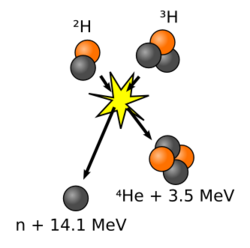 ²H
³H
⁴He + 3.5 MeV
n + 14.1 MeV